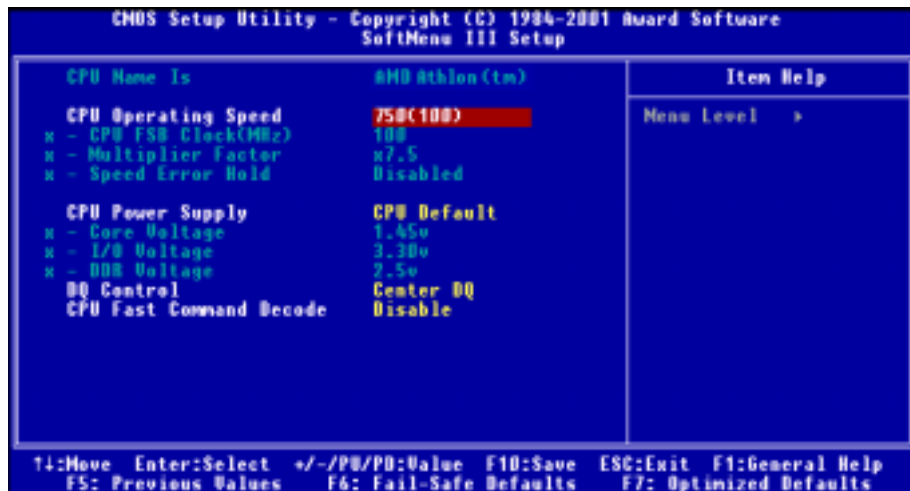 CMOS Setup Utility - Copyright (C) 1984-2001 Award Software
SoftMenu III Setup
CPU Name Is AMD Athlon(tm)
Item Help
CPU Operating Speed 750(100)
Menu Level ▸
x - CPU FSB Clock(MHz) 100
x - Multiplier Factor x7.5
x - Speed Error Hold Disabled
CPU Power Supply CPU Default
x - Core Voltage 1.45v
x - I/O Voltage 3.30v
x - DDR Voltage 2.5v
DQ Control Center DQ
CPU Fast Command Decode Disable
↑↓:Move Enter:Select +/-/PU/PD:Value F10:Save ESC:Exit F1:General Help
F5: Previous Values F6: Fail-Safe Defaults F7: Optimized Defaults